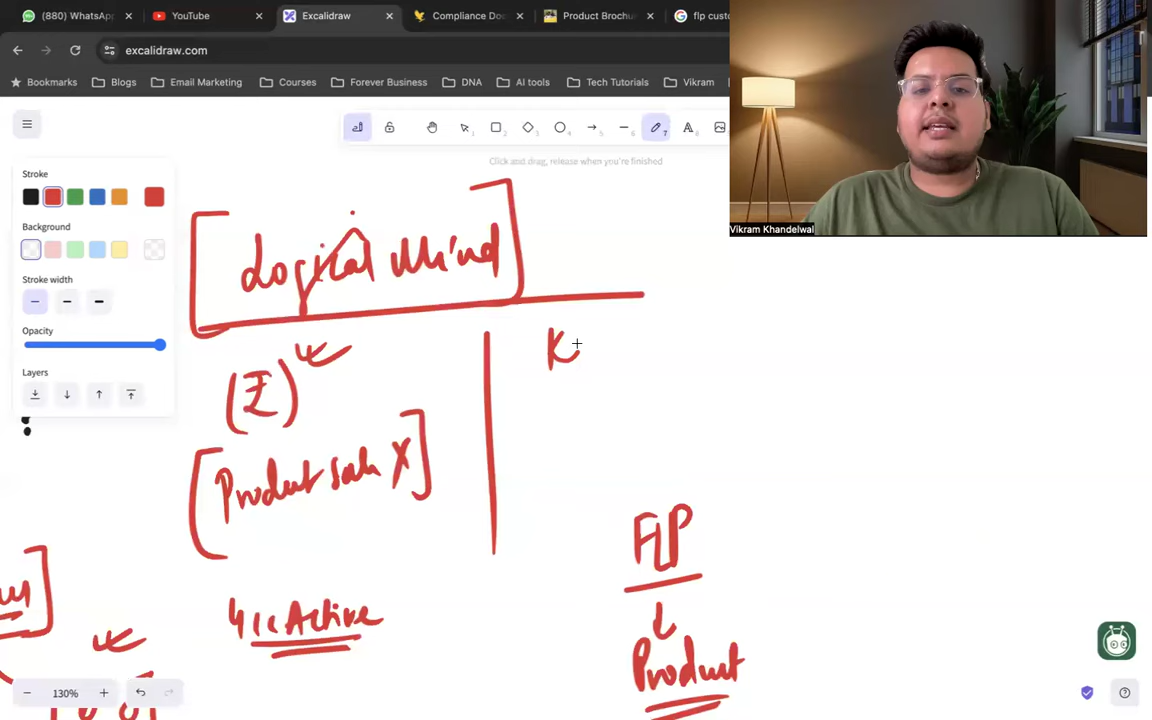 (880) WhatsApp
YouTube
Excalidraw
Compliance Doc
Product Brochu
flp custo
excalidraw.com
Bookmarks
Blogs
Email Marketing
Courses
Forever Business
DNA
AI tools
Tech Tutorials
Vikram
Click and drag, release when you're finished
Vikram Khandelwal
Stroke
Background
Stroke width
Opacity
Layers
Logical Mind
K
(₹)
[Product sale X]
4cc Active
FLP
Product
130%